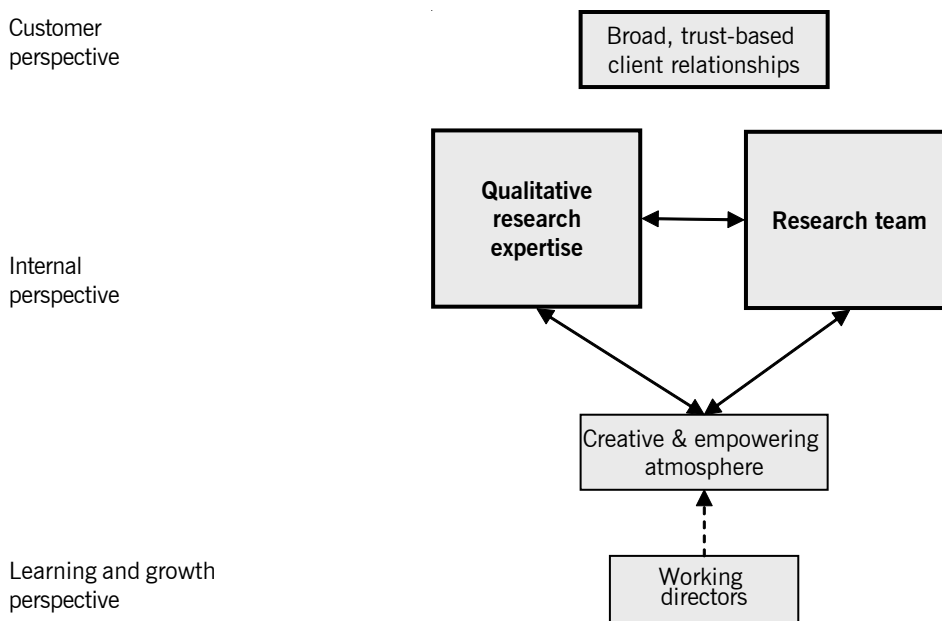 Customer
perspective
Broad, trust-based
client relationships
Qualitative
research
expertise
Research team
Internal
perspective
Creative & empowering
atmosphere
Learning and growth
perspective
Working
directors